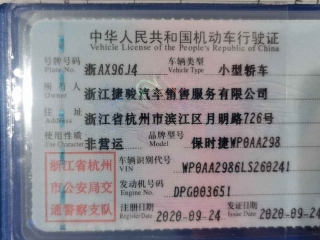 中华人民共和国机动车行驶证
Vehicle License of the People's Republic of China
号牌号码 浙AX96J4 车辆类型 小型轿车
Plate No. Vehicle Type
所有人 浙江捷骏汽车销售服务有限公司
Owner
住址 浙江省杭州市滨江区月明路726号
Address
使用性质 非营运 品牌型号 保时捷WP0AA298
Use Character Model
浙江省杭州 车辆识别代号 WP0AA2986LS260241
市公安局交 VIN
通警察支队 发动机号码 DPG003651
Engine No.
注册日期 2020-09-24 发证日期 2020-09-24
Register Date Issue Date